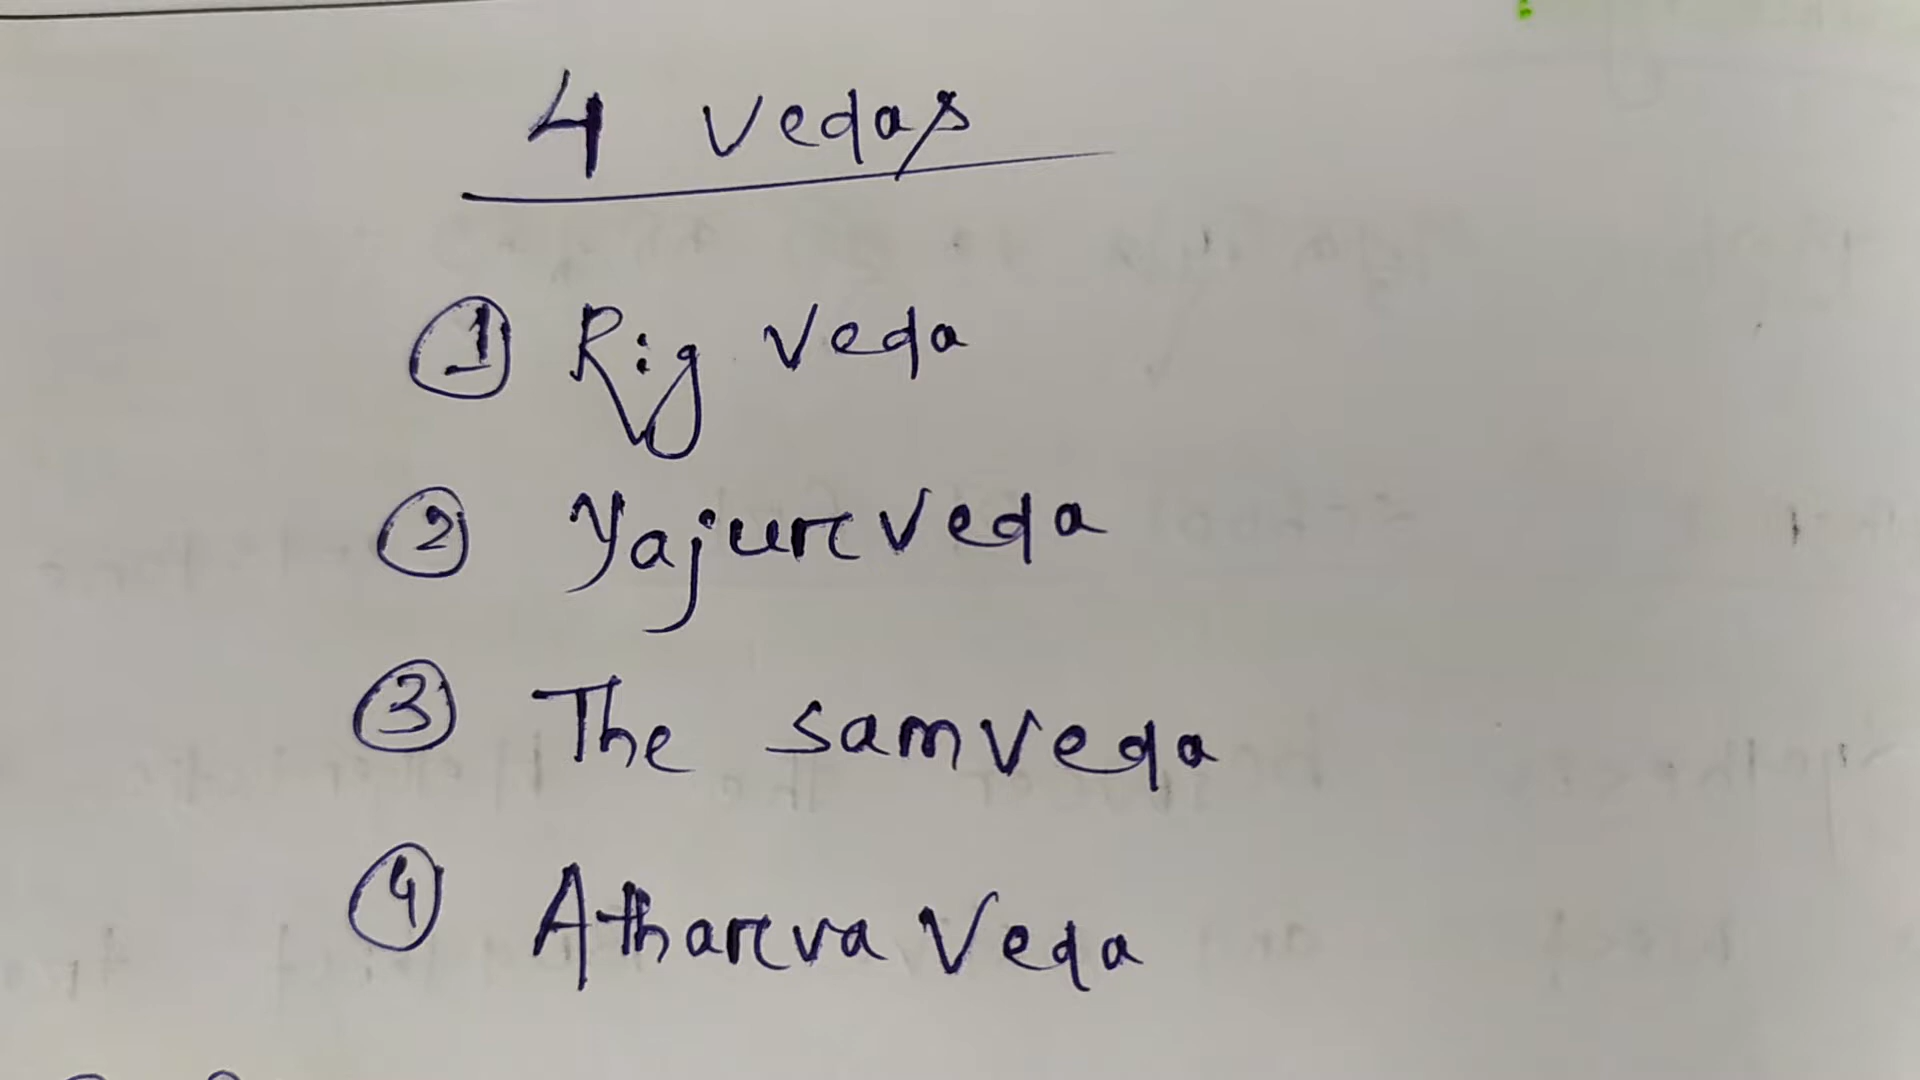 4 Vedas
① Rig Veda
② Yajurveda
③ The samveda
④ Atharva Veda